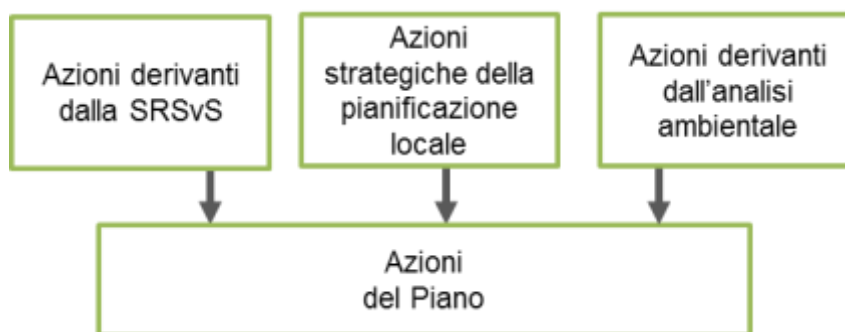 Azioni derivanti
dalla SRSvS
Azioni
strategiche della
pianificazione
locale
Azioni derivanti
dall'analisi
ambientale
Azioni
del Piano